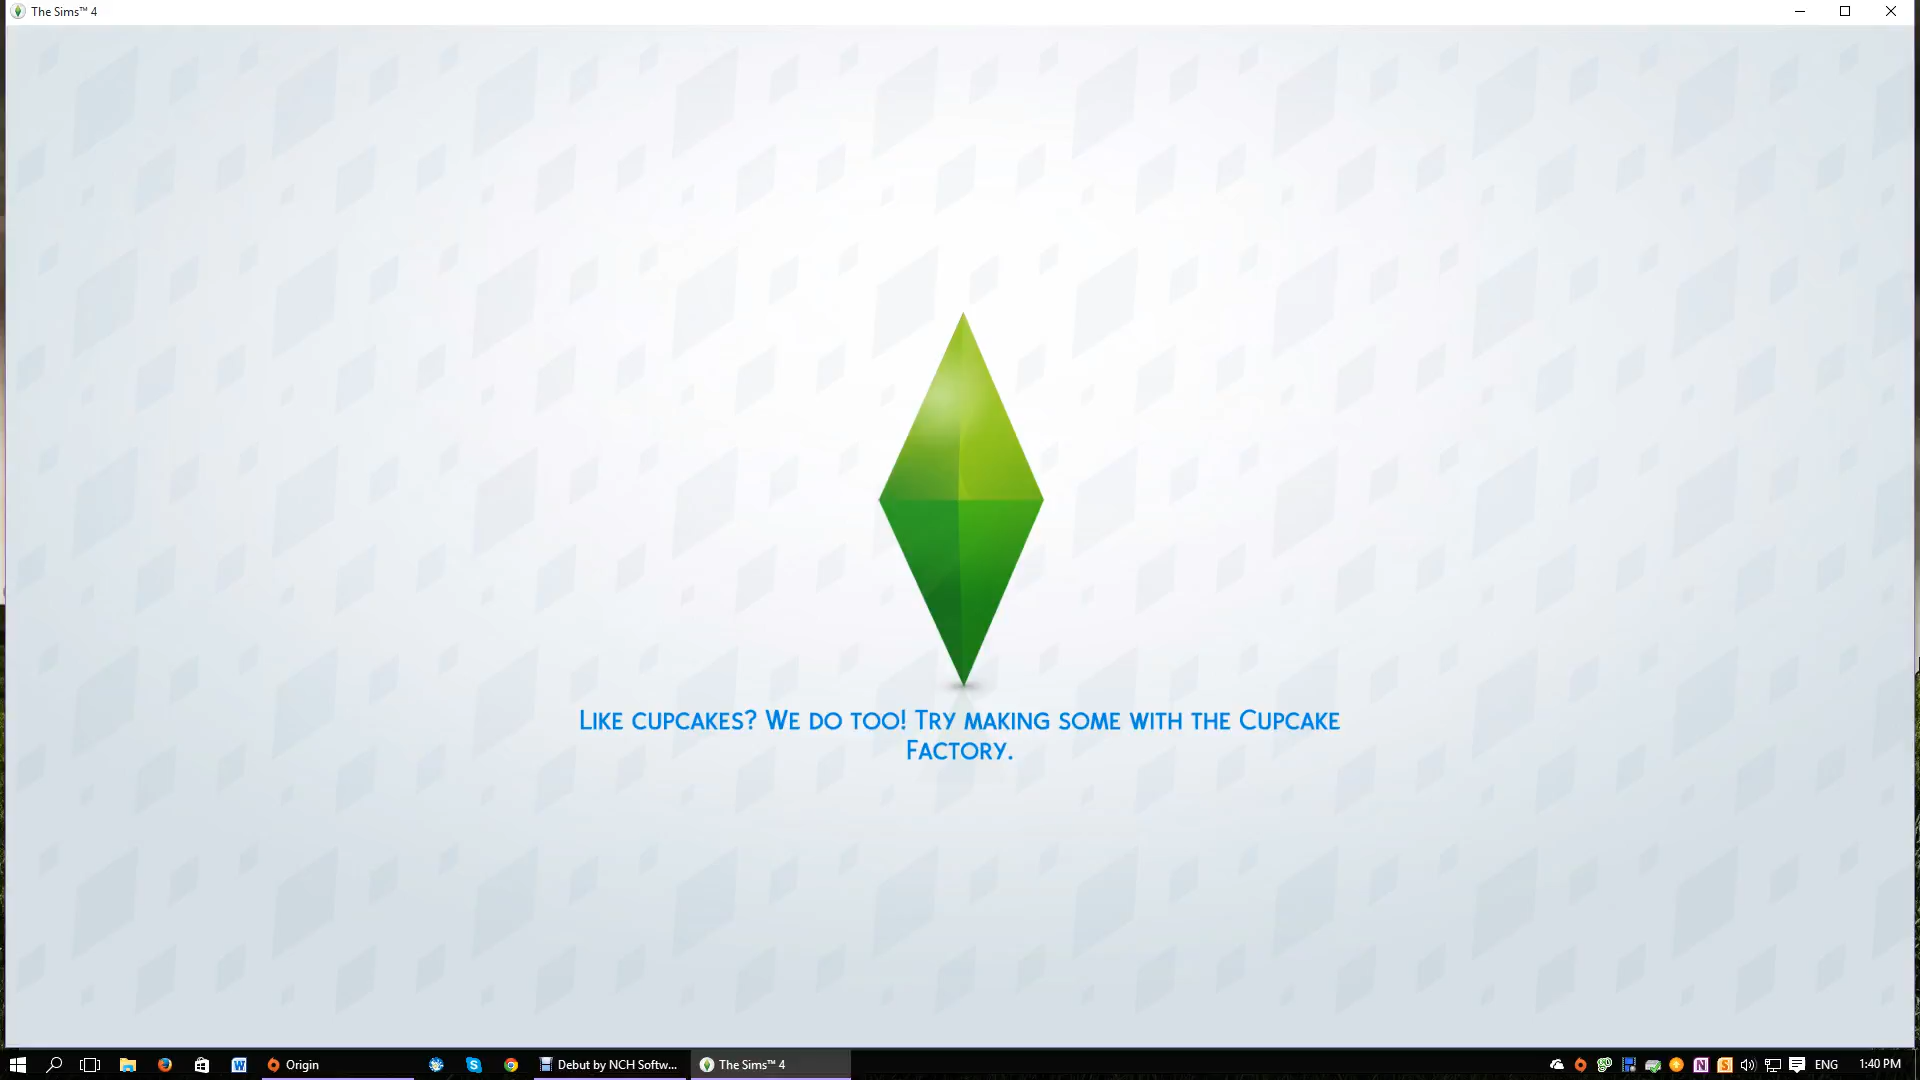 The Sims™ 4
Like cupcakes? We do too! Try making some with the Cupcake
Factory.
Origin
Debut by NCH Softw...
The Sims™ 4
ENG
1:40 PM